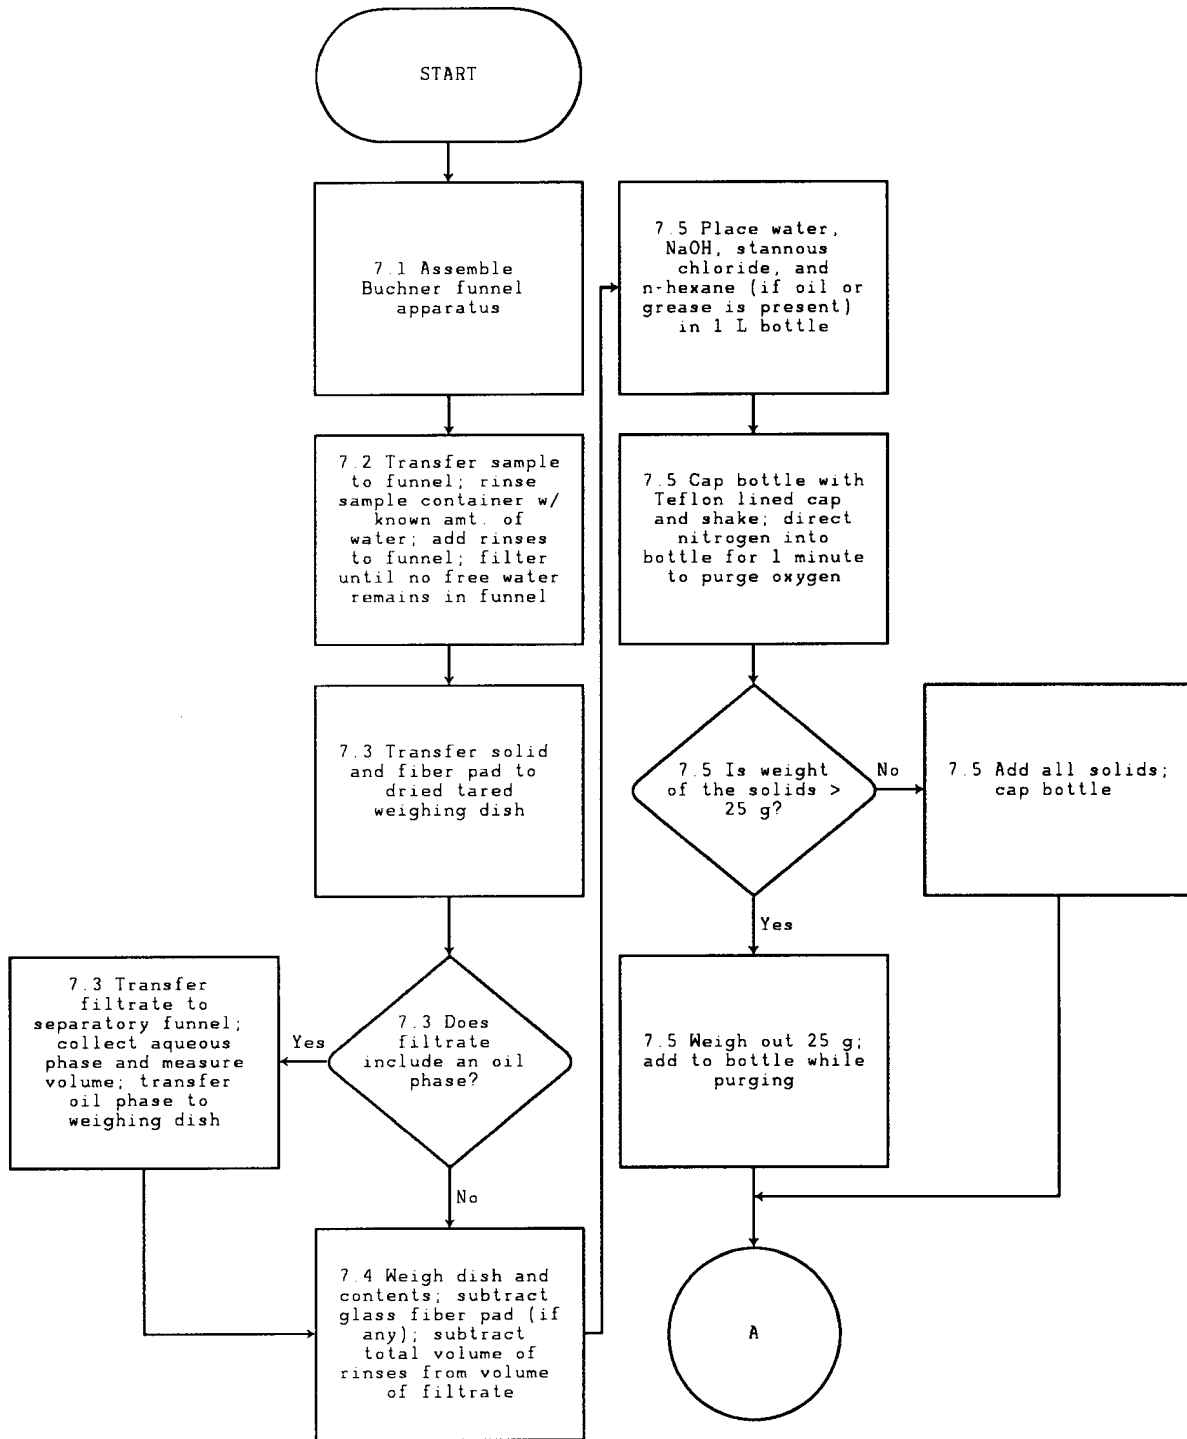 START
7.1 Assemble
Buchner funnel
apparatus
7.2 Transfer sample
to funnel; rinse
sample container w/
known amt. of
water; add rinses
to funnel; filter
until no free water
remains in funnel
7.3 Transfer solid
and fiber pad to
dried tared
weighing dish
7.3 Does
filtrate
include an oil
phase?
Yes
7.3 Transfer
filtrate to
separatory funnel;
collect aqueous
phase and measure
volume; transfer
oil phase to
weighing dish
No
7.4 Weigh dish and
contents; subtract
glass fiber pad (if
any); subtract
total volume of
rinses from volume
of filtrate
7.5 Place water,
NaOH, stannous
chloride, and
n-hexane (if oil or
grease is present)
in 1 L bottle
7.5 Cap bottle with
Teflon lined cap
and shake; direct
nitrogen into
bottle for 1 minute
to purge oxygen
7.5 Is weight
of the solids >
25 g?
No
7.5 Add all solids;
cap bottle
Yes
7.5 Weigh out 25 g;
add to bottle while
purging
A